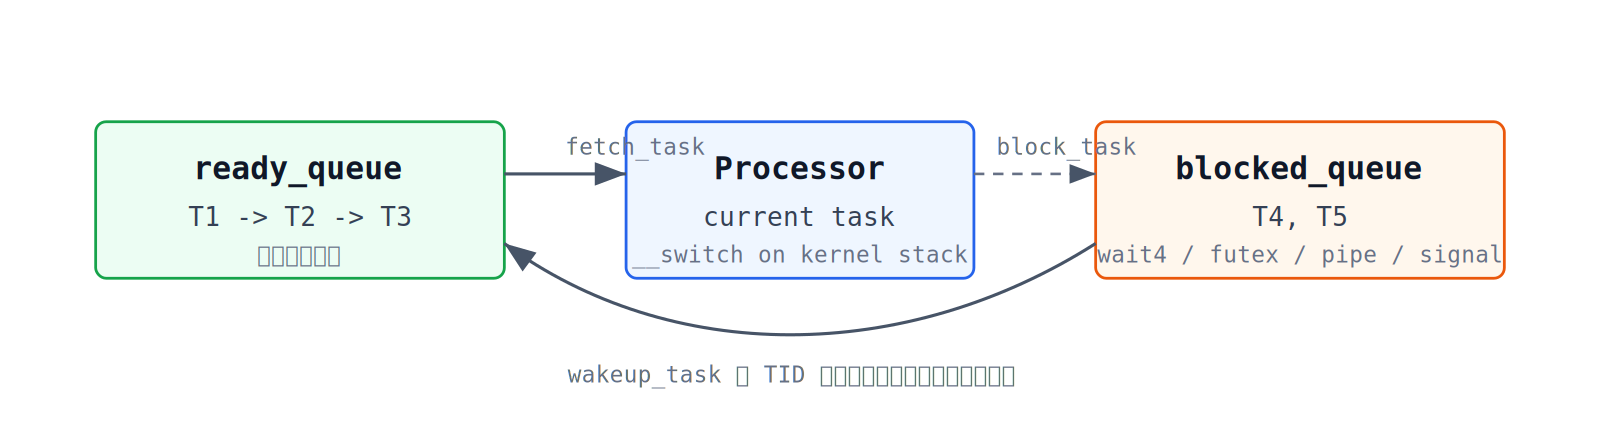 fetch_task
block_task
ready_queue
Processor
blocked_queue
T1 -> T2 -> T3
current task
T4, T5
__switch on kernel stack
wait4 / futex / pipe / signal
wakeup_task
TID